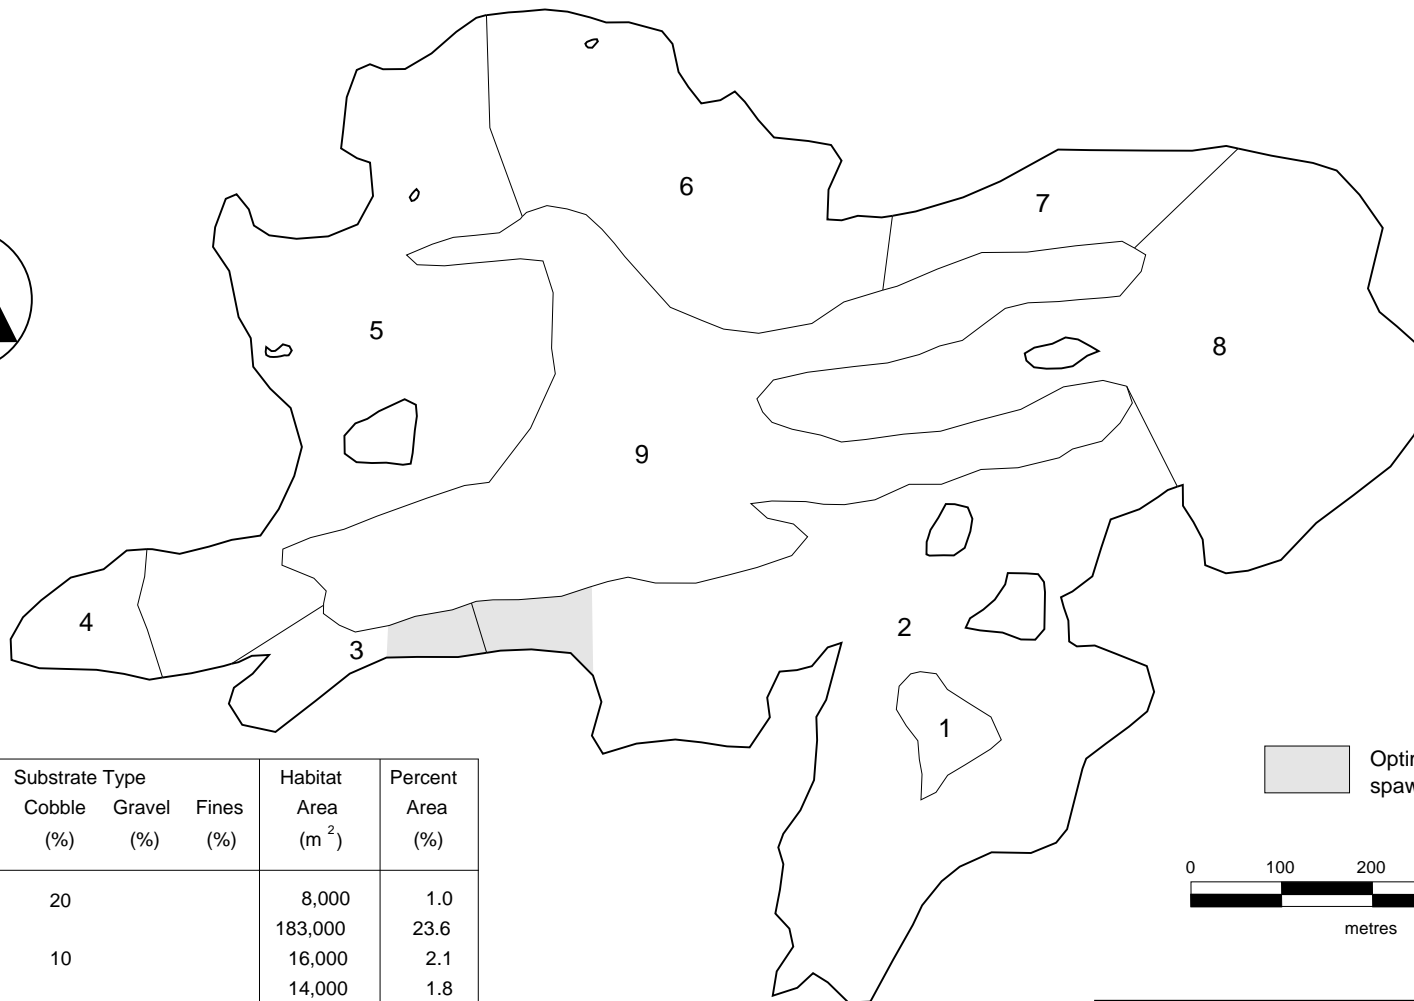 6
7
5
8
9
4
3
2
1
Substrate Type
Cobble Gravel Fines
(%) (%) (%)
Habitat
Area
(m 2)
Percent
Area
(%)
20 8,000 1.0
183,000 23.6
10 16,000 2.1
14,000 1.8
0 100 200
metres